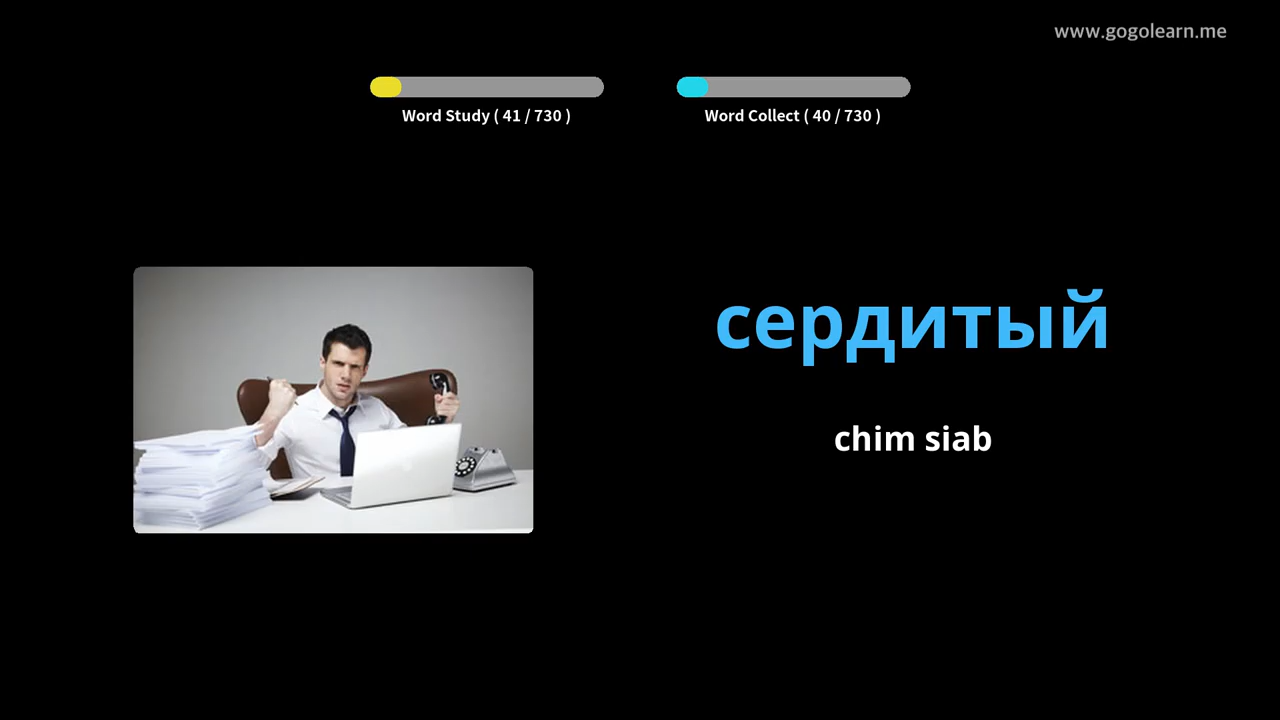 www.gogolearn.me
Word Study ( 41 / 730 )
Word Collect ( 40 / 730 )
сердитый
chim siab